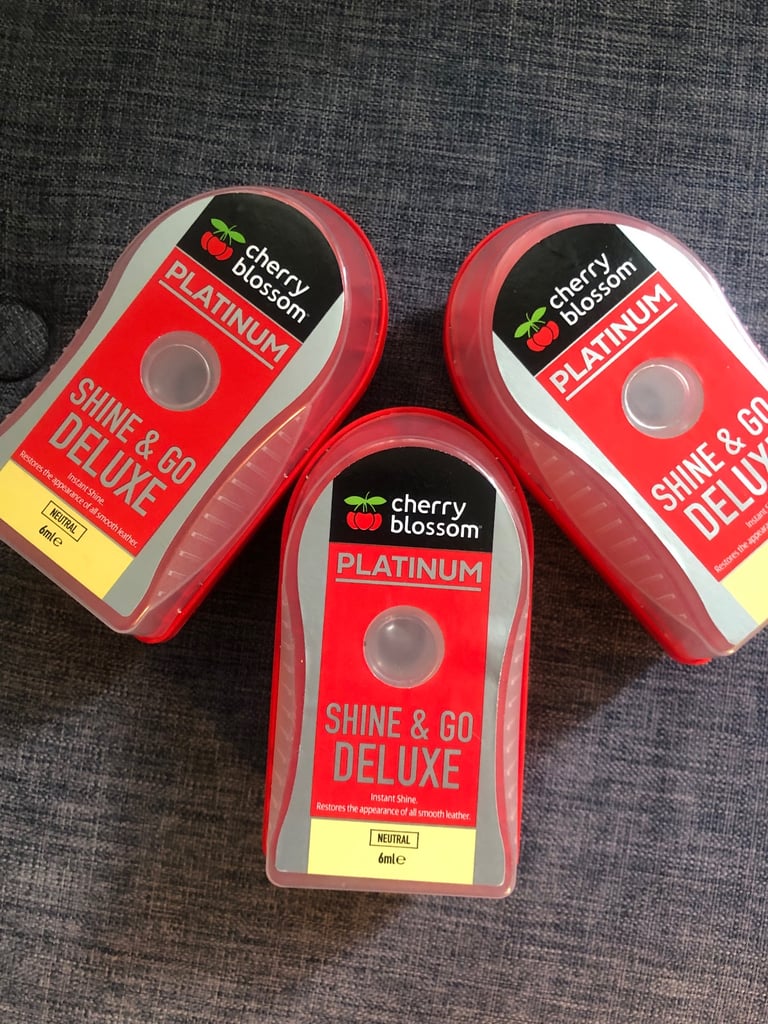 cherry
blossom
PLATINUM
SHINE & GO
DELUXE
Instant Shine.
Restores the appearance of all smooth leather.
NEUTRAL
6ml℮
cherry
blossom
PLATINUM
SHINE & GO
DELUXE
Instant Shine.
Restores the appearance of all smooth leather.
NEUTRAL
6ml℮
cherry
blossom
PLATINUM
SHINE & GO
Restores the